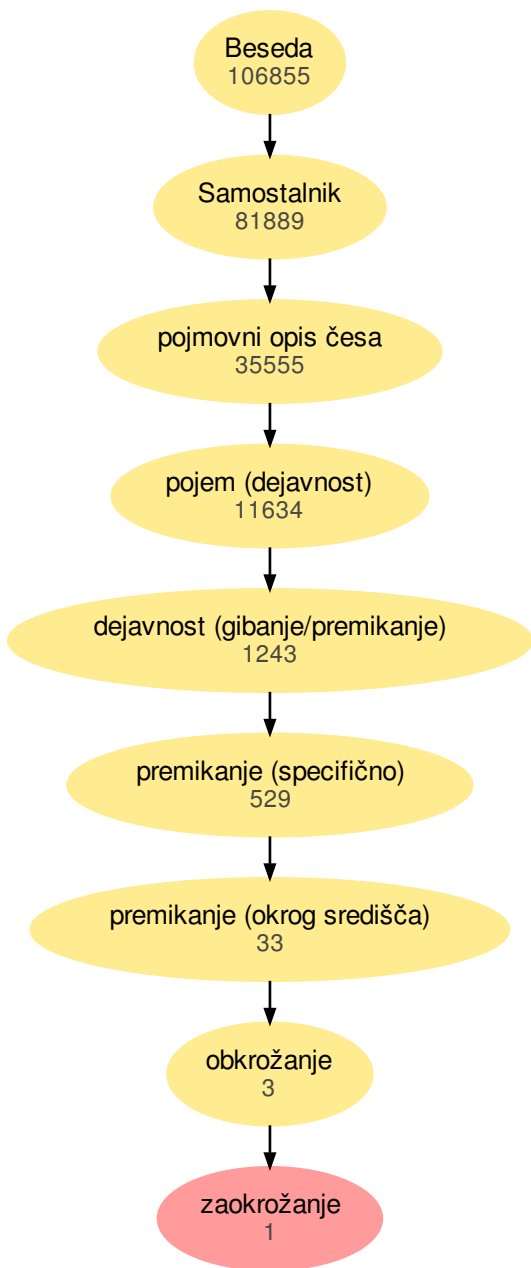 Beseda
106855
Samostalnik
81889
pojmovni opis česa
35555
pojem (dejavnost)
11634
dejavnost (gibanje/premikanje)
1243
premikanje (specifično)
529
premikanje (okrog središča)
33
obkrožanje
3
zaokrožanje
1